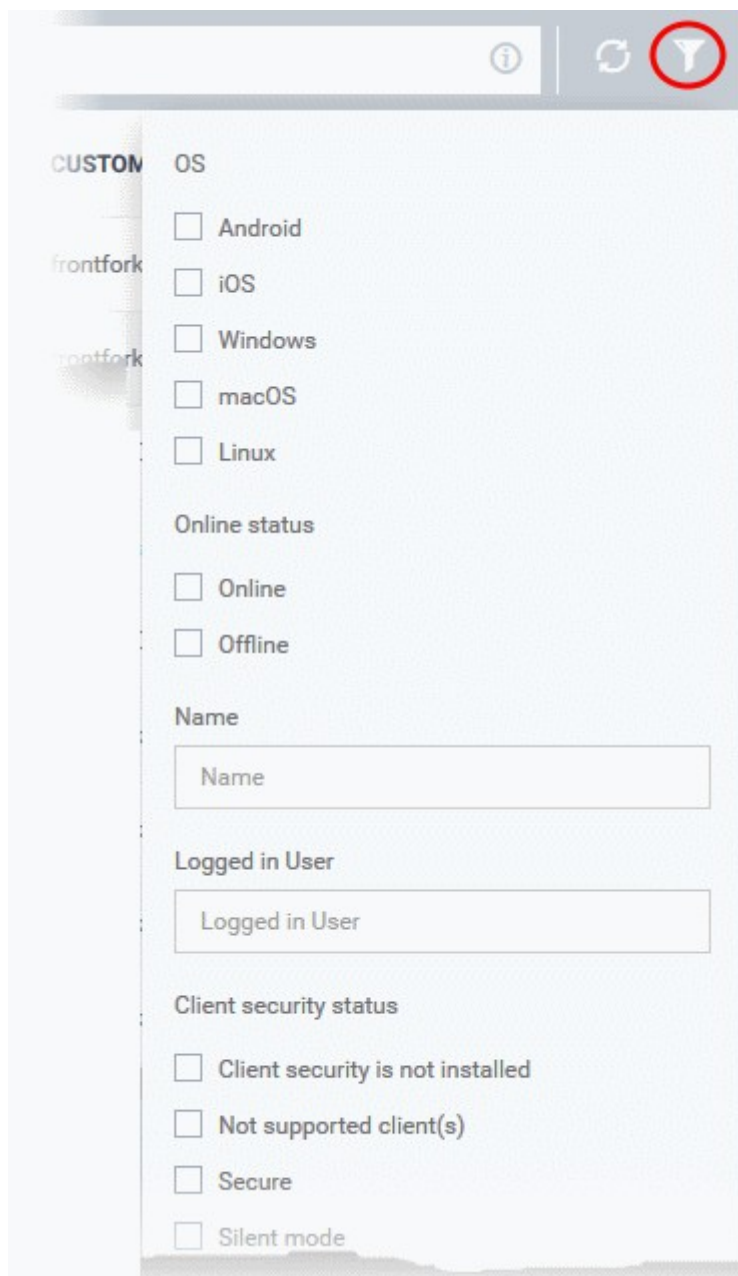 CUSTOM
OS
Android
frontfork
iOS
Windows
frontfork
macOS
Linux
Online status
Online
Offline
Name
Name
Logged in User
Logged in User
Client security status
Client security is not installed
Not supported client(s)
Secure
Silent mode